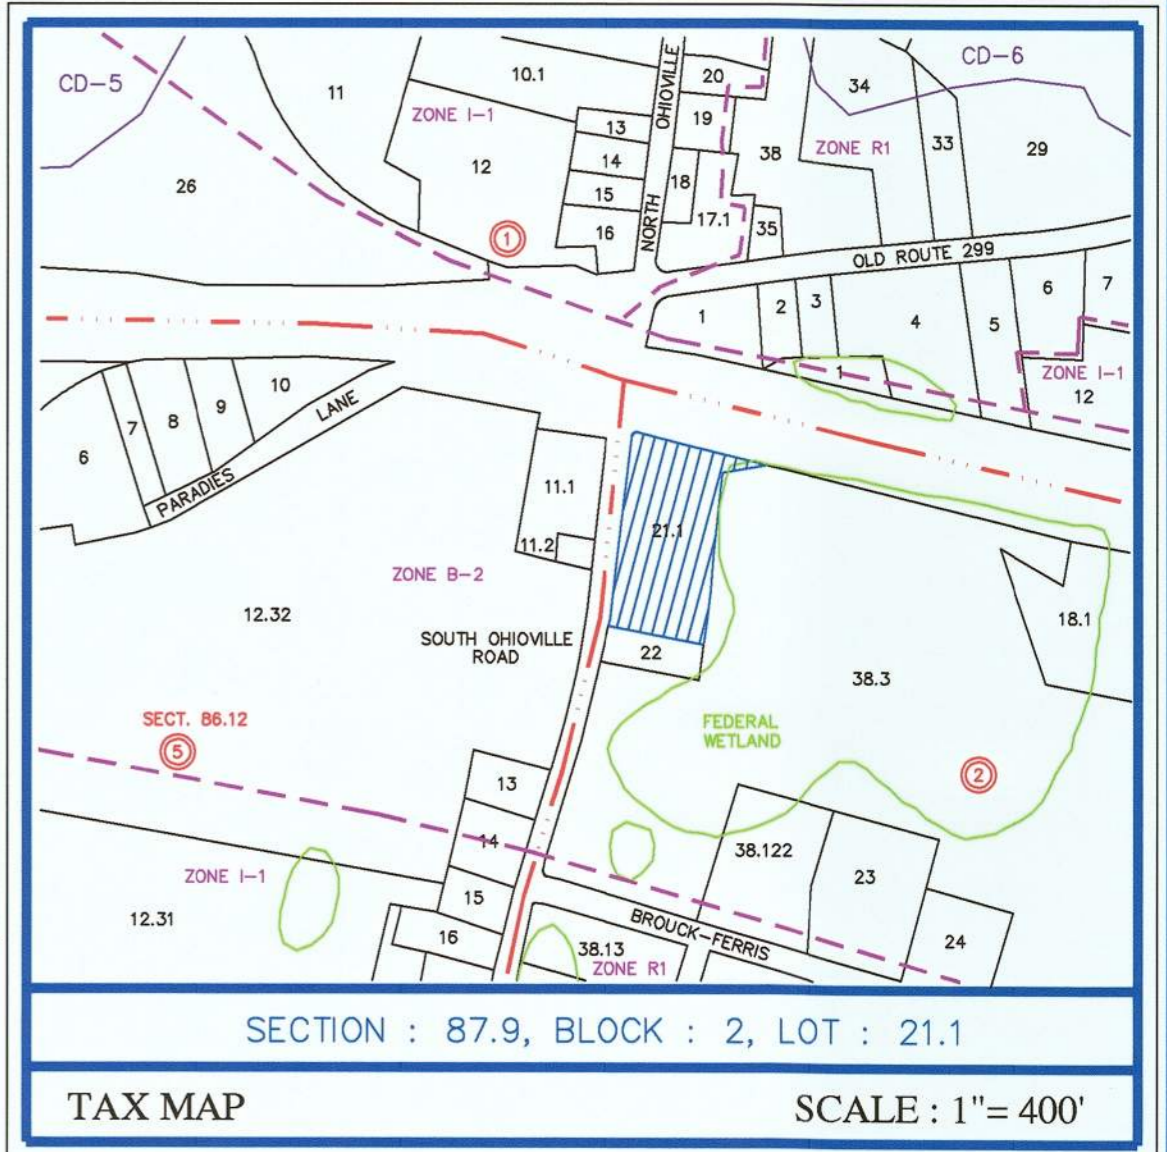 CD-5
CD-6
11
10.1
20
OHIOVILLE
34
ZONE I-1
19
ZONE R1
33
29
13
38
12
14
18
26
15
17.1
NORTH
35
16
1
OLD ROUTE 299
6
7
1
2
3
4
5
1
ZONE I-1
12
10
LANE
9
8
7
6
PARADIES
11.1
11.2
21.1
ZONE B-2
12.32
SOUTH OHIOVILLE
ROAD
22
18.1
38.3
SECT. 86.12
5
FEDERAL
WETLAND
2
13
14
38.122
23
ZONE I-1
15
12.31
16
38.13
BROUCK-FERRIS
24
ZONE R1
SECTION : 87.9, BLOCK : 2, LOT : 21.1
TAX MAP
SCALE : 1"= 400'